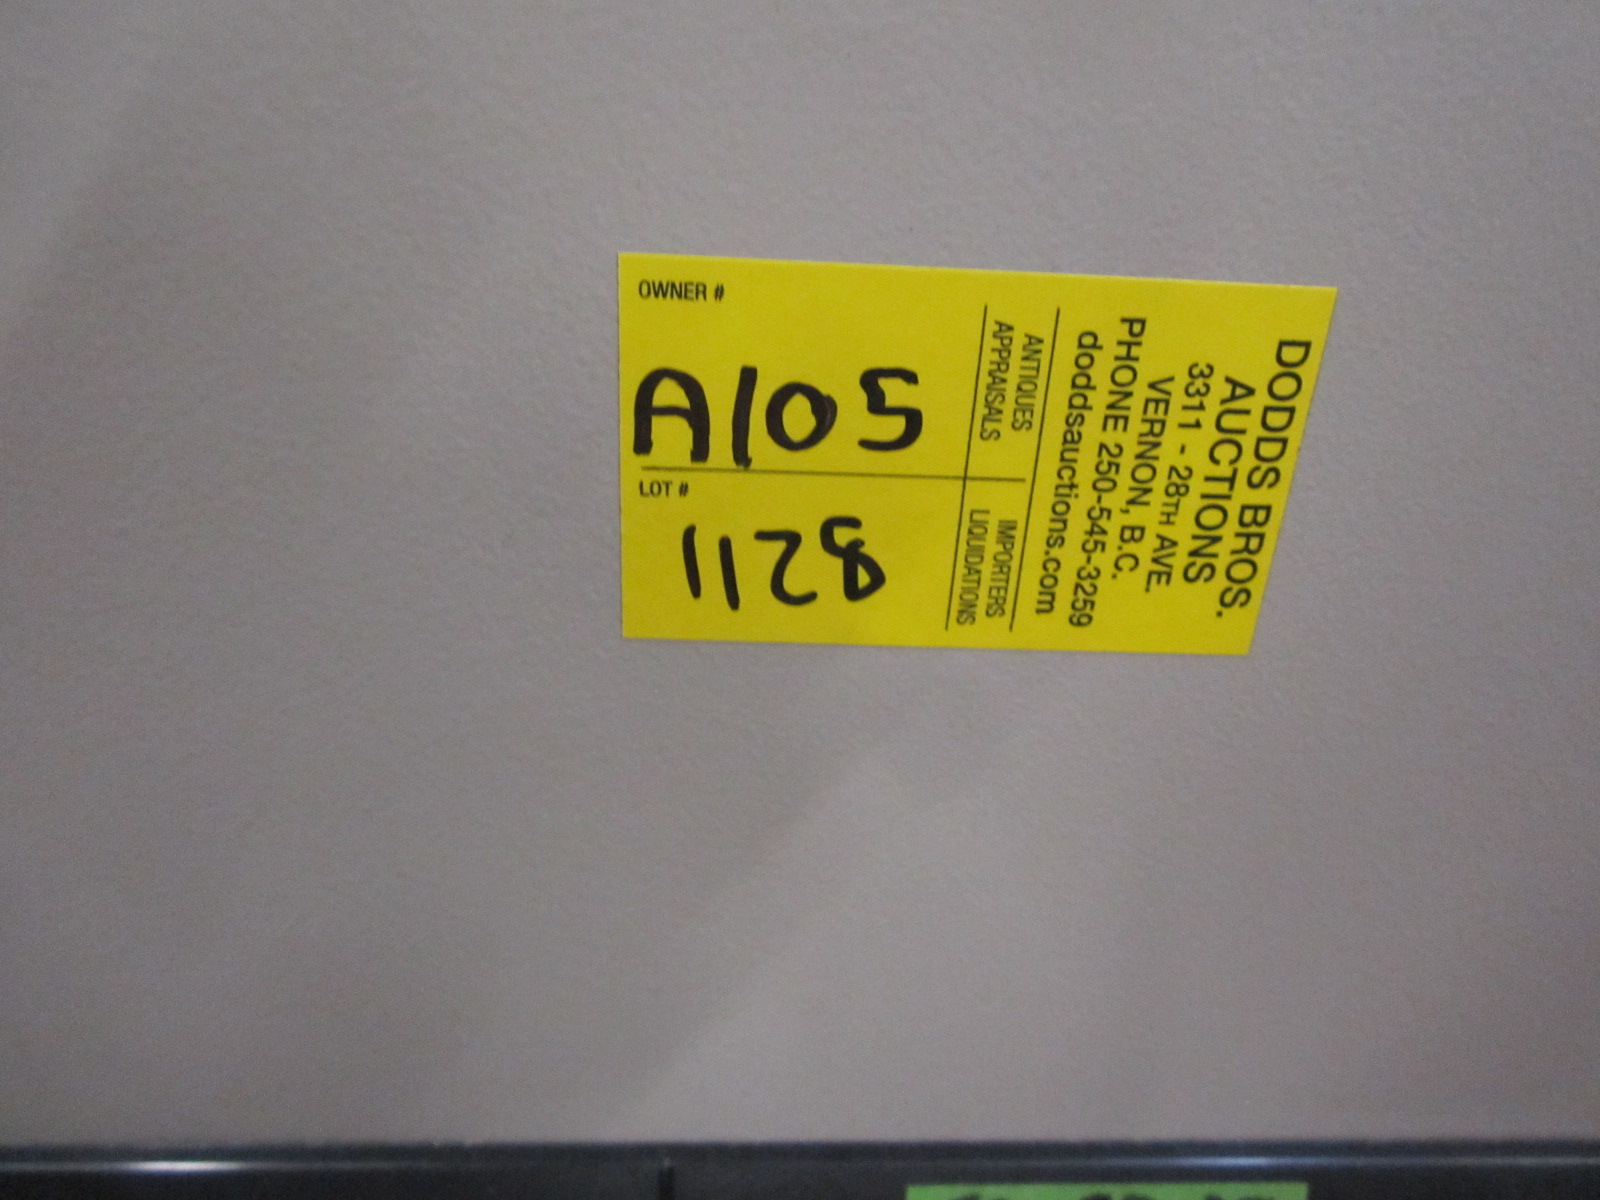 OWNER #
A105
LOT #
1128
DODDS BROS.
AUCTIONS
3311 - 28TH AVE.
VERNON, B.C.
PHONE 250-545-3259
doddsauctions.com
ANTIQUES
APPRAISALS
IMPORTERS
LIQUIDATIONS